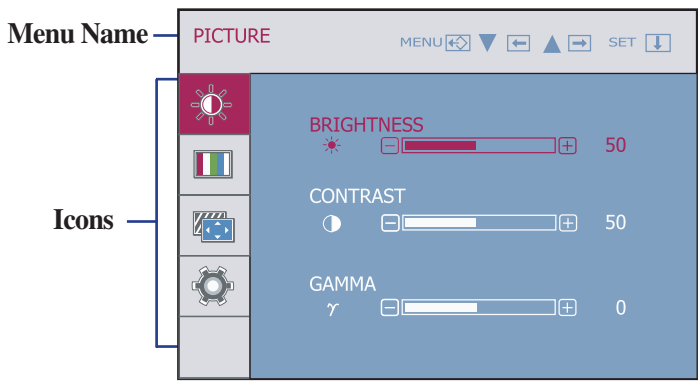 Menu Name
PICTURE MENU SET
Icons
BRIGHTNESS
50
CONTRAST
50
GAMMA
γ 0